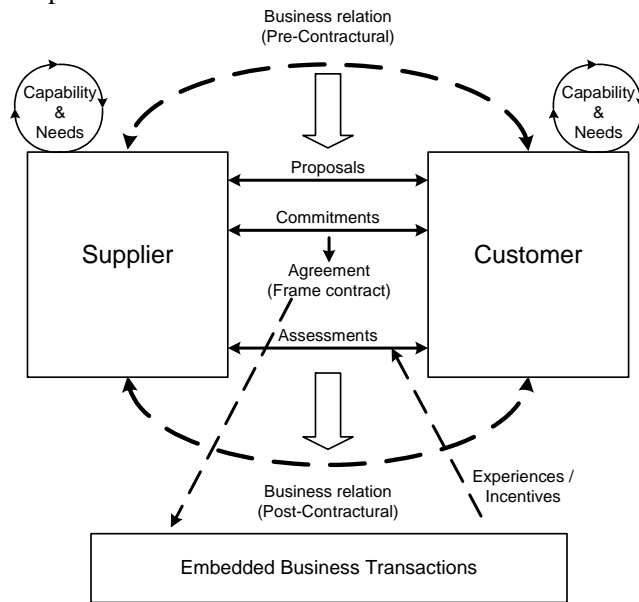 Business relation
(Pre-Contractural)
Capability
&
Needs
Capability
&
Needs
Proposals
Commitments
Supplier
Customer
Agreement
(Frame contract)
Assessments
Experiences /
Incentives
Business relation
(Post-Contractural)
Embedded Business Transactions